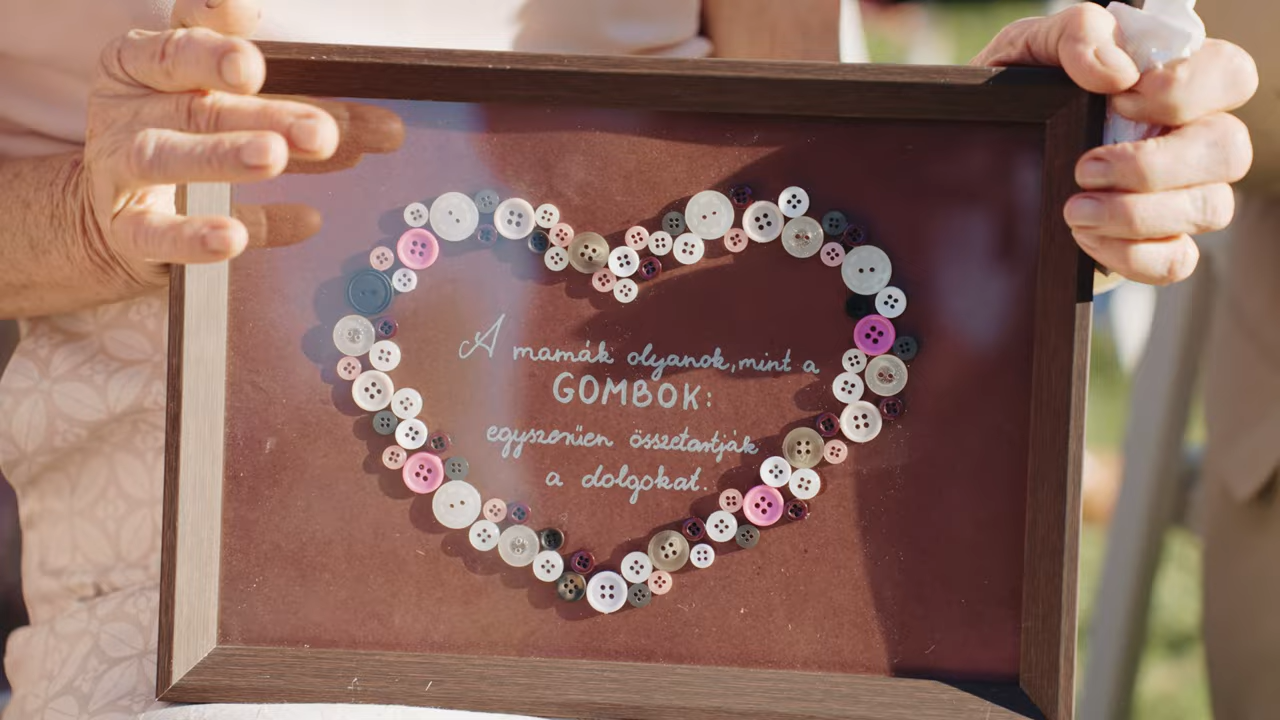 A mamák olyanok, mint a
GOMBOK:
egyszerűen összetartják
a dolgokat.